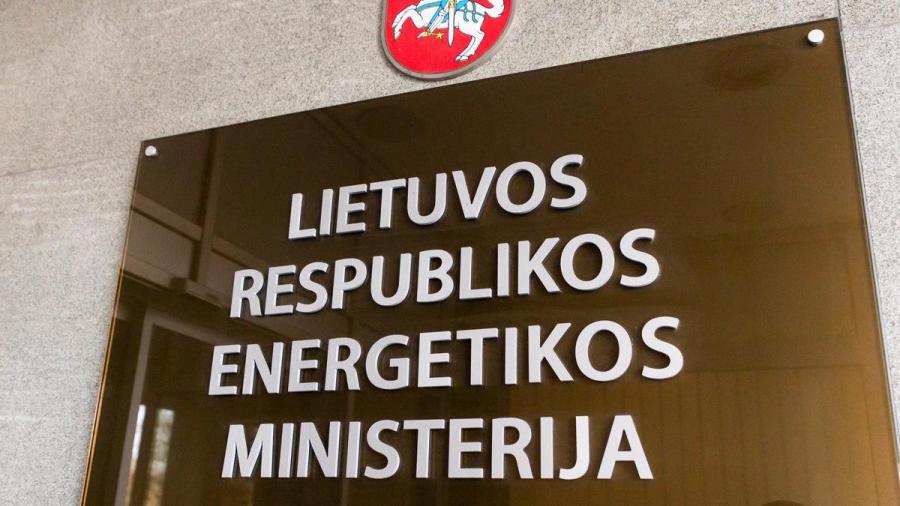 LIETUVOS
RESPUBLIKOS
ENERGETIKOS
MINISTERIJA